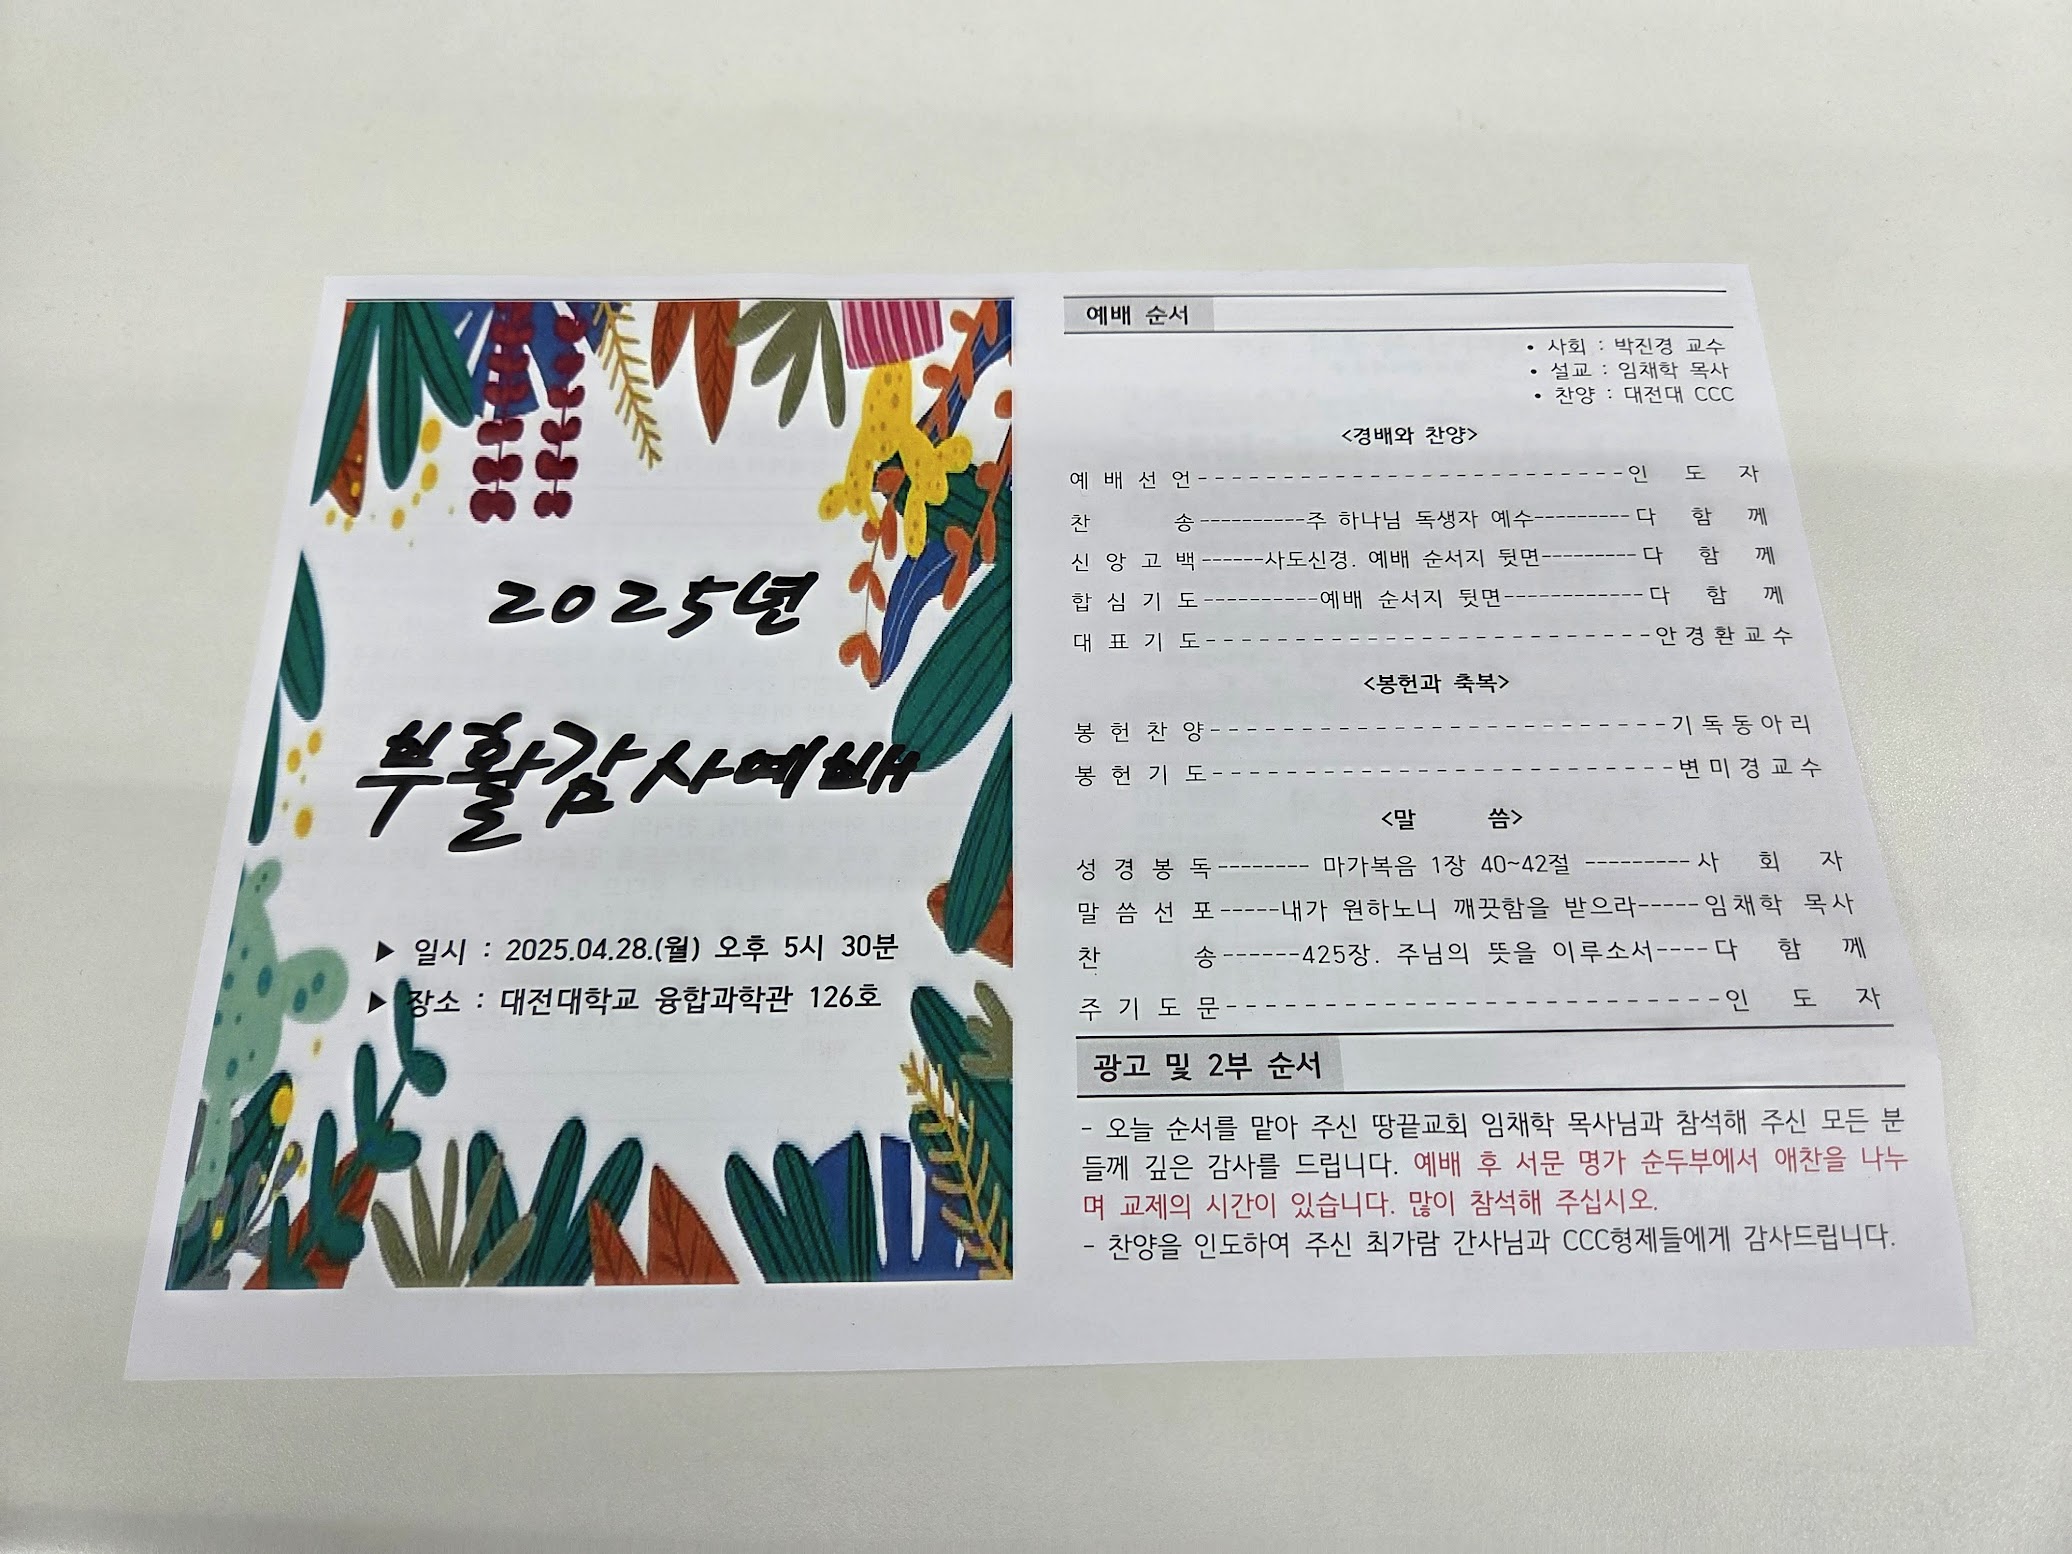 2025년
부활감사예배
▶ 일시 : 2025.04.28.(월) 오후 5시 30분
▶ 장소 : 대전대학교 융합과학관 126호
예배 순서
• 사회 : 박진경 교수
• 설교 : 임채학 목사
• 찬양 : 대전대 CCC
<경배와 찬양>
예 배 선 언------------------------인 도 자
찬 송----------주 하나님 독생자 예수---------다 함 께
신 앙 고 백------사도신경. 예배 순서지 뒷면---------다 함 께
합 심 기 도----------예배 순서지 뒷면------------다 함 께
대 표 기 도-------------------------안경환교수
<봉헌과 축복>
봉 헌 찬 양--------------------------기독동아리
봉 헌 기 도--------------------------변미경교수
<말 씀>
성 경 봉 독-------- 마가복음 1장 40~42절 ---------사 회 자
말 씀 선 포-----내가 원하노니 깨끗함을 받으라-----임채학 목사
찬 송------425장. 주님의 뜻을 이루소서----다 함 께
주 기 도 문----------------------------인 도 자
광고 및 2부 순서
- 오늘 순서를 맡아 주신 땅끝교회 임채학 목사님과 참석해 주신 모든 분
들께 깊은 감사를 드립니다. 예배 후 서문 명가 순두부에서 애찬을 나누
며 교제의 시간이 있습니다. 많이 참석해 주십시오.
- 찬양을 인도하여 주신 최가람 간사님과 CCC형제들에게 감사드립니다.